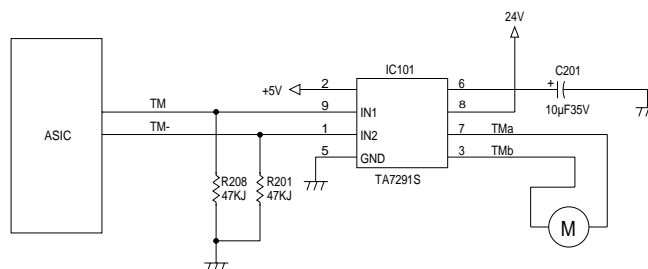 24V
IC101
C201
+5V
2
6
+
10µF35V
ASIC
TM
9
IN1
8
TM-
1
IN2
7
TMa
5
GND
3
TMb
TA7291S
R208
47KJ
R201
47KJ
M